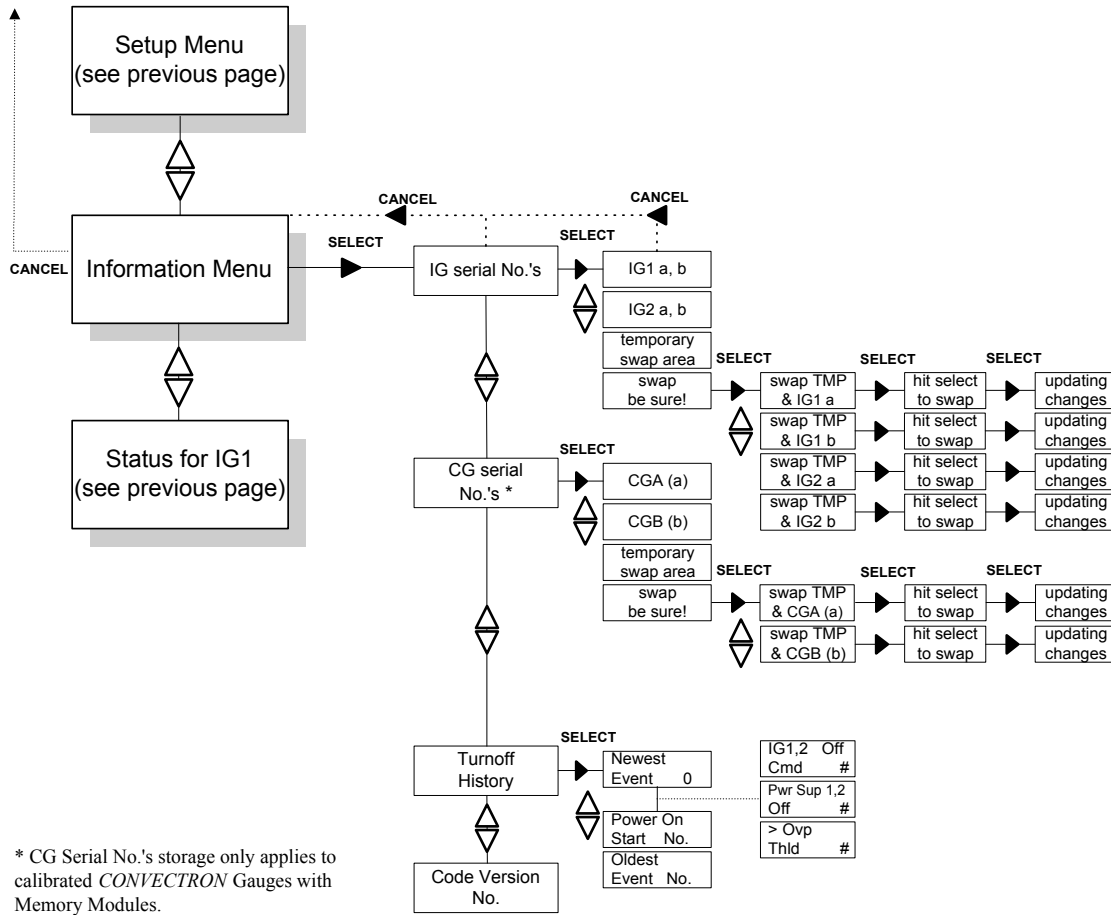 Setup Menu
(see previous page)
CANCEL
Information Menu
SELECT
CANCEL
CANCEL
IG serial No.'s
SELECT
IG1 a, b
IG2 a, b
temporary
swap area
swap
be sure!
SELECT
SELECT
SELECT
swap TMP
& IG1 a
hit select
to swap
updating
changes
swap TMP
& IG1 b
hit select
to swap
updating
changes
swap TMP
& IG2 a
hit select
to swap
updating
changes
swap TMP
& IG2 b
hit select
to swap
updating
changes
Status for IG1
(see previous page)
CG serial
No.'s *
SELECT
CGA (a)
CGB (b)
temporary
swap area
swap
be sure!
SELECT
SELECT
SELECT
swap TMP
& CGA (a)
hit select
to swap
updating
changes
swap TMP
& CGB (b)
hit select
to swap
updating
changes
Turnoff
History
SELECT
Newest
Event 0
Power On
Start No.
Oldest
Event No.
IG1,2 Off
Cmd #
Pwr Sup 1,2
Off #
> Ovp
Thld #
Code Version
No.
* CG Serial No.'s storage only applies to
calibrated CONVECTRON Gauges with
Memory Modules.